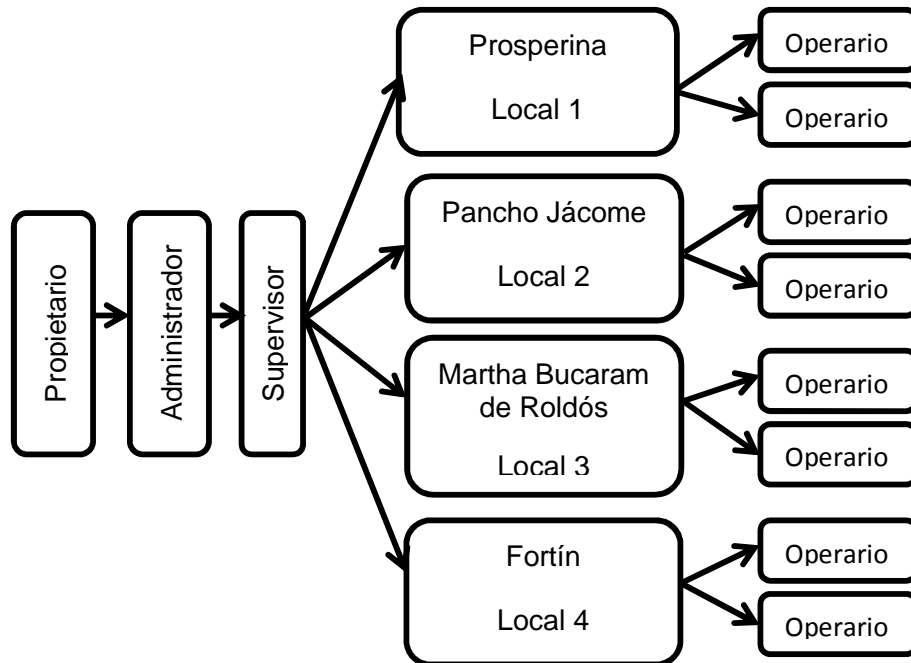 Propietario
Administrador
Supervisor
Prosperina
Local 1
Operario
Operario
Pancho Jácome
Local 2
Operario
Operario
Martha Bucaram
de Roldós
Local 3
Operario
Operario
Fortín
Local 4
Operario
Operario